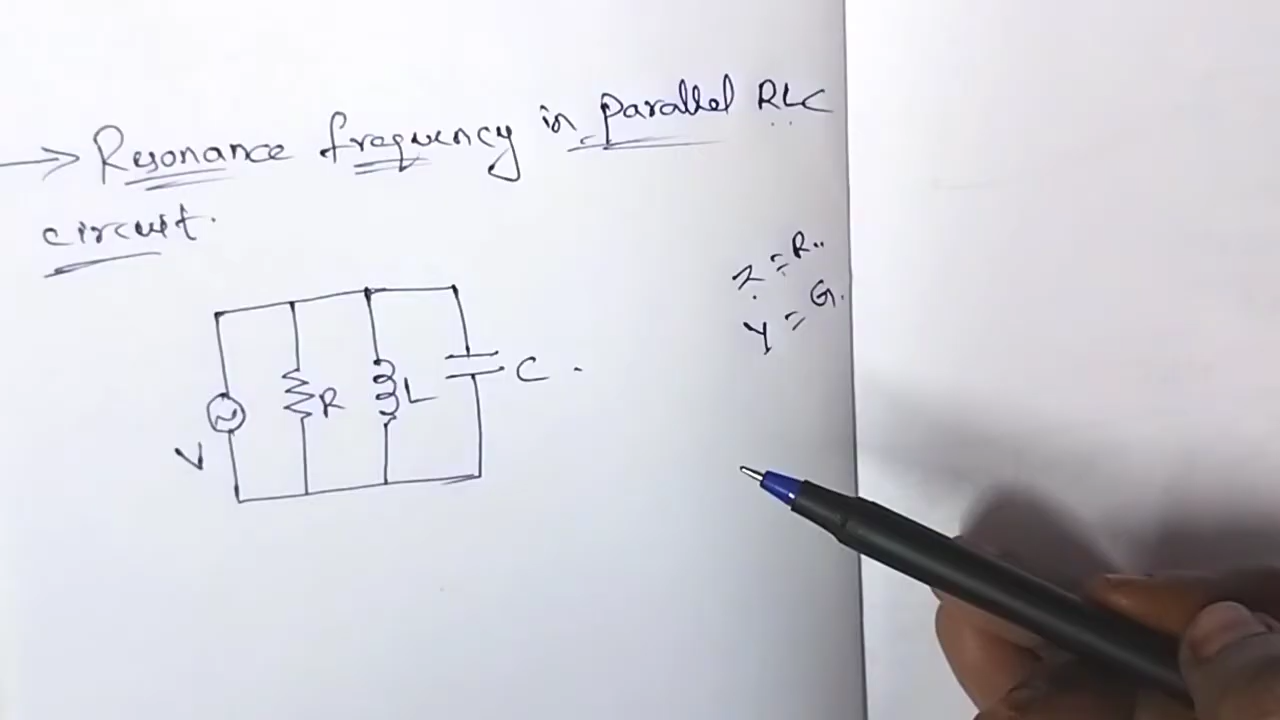 → Resonance frequency in parallel RLC
circuit.
Z = R..
Y = G.
R
L
C .
V